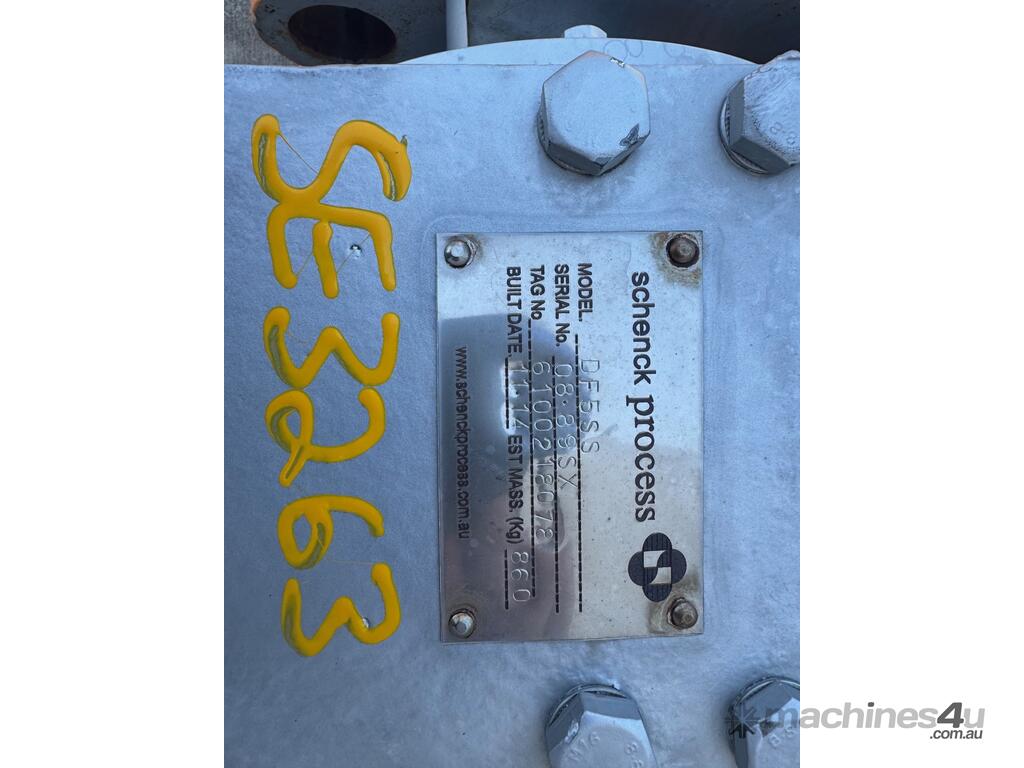 SE3263
schenck process
MODEL. DF5SS
SERIAL No. 08-89SX
TAG No 6100218078
BUILT DATE. 11.14 EST MASS. (Kg) 860
www.schenckprocess.com.au
machines4u
.com.au